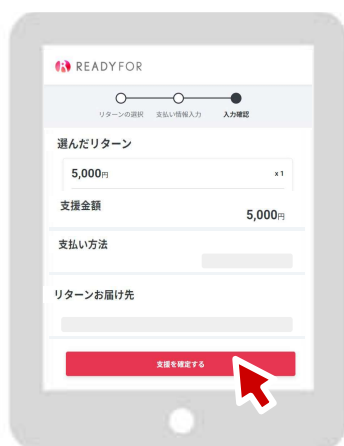 READYFOR
リターンの選択 支払い情報入力 入力確認
選んだリターン
5,000円 x 1
支援金額
5,000円
支払い方法
リターンお届け先
支援を確定する